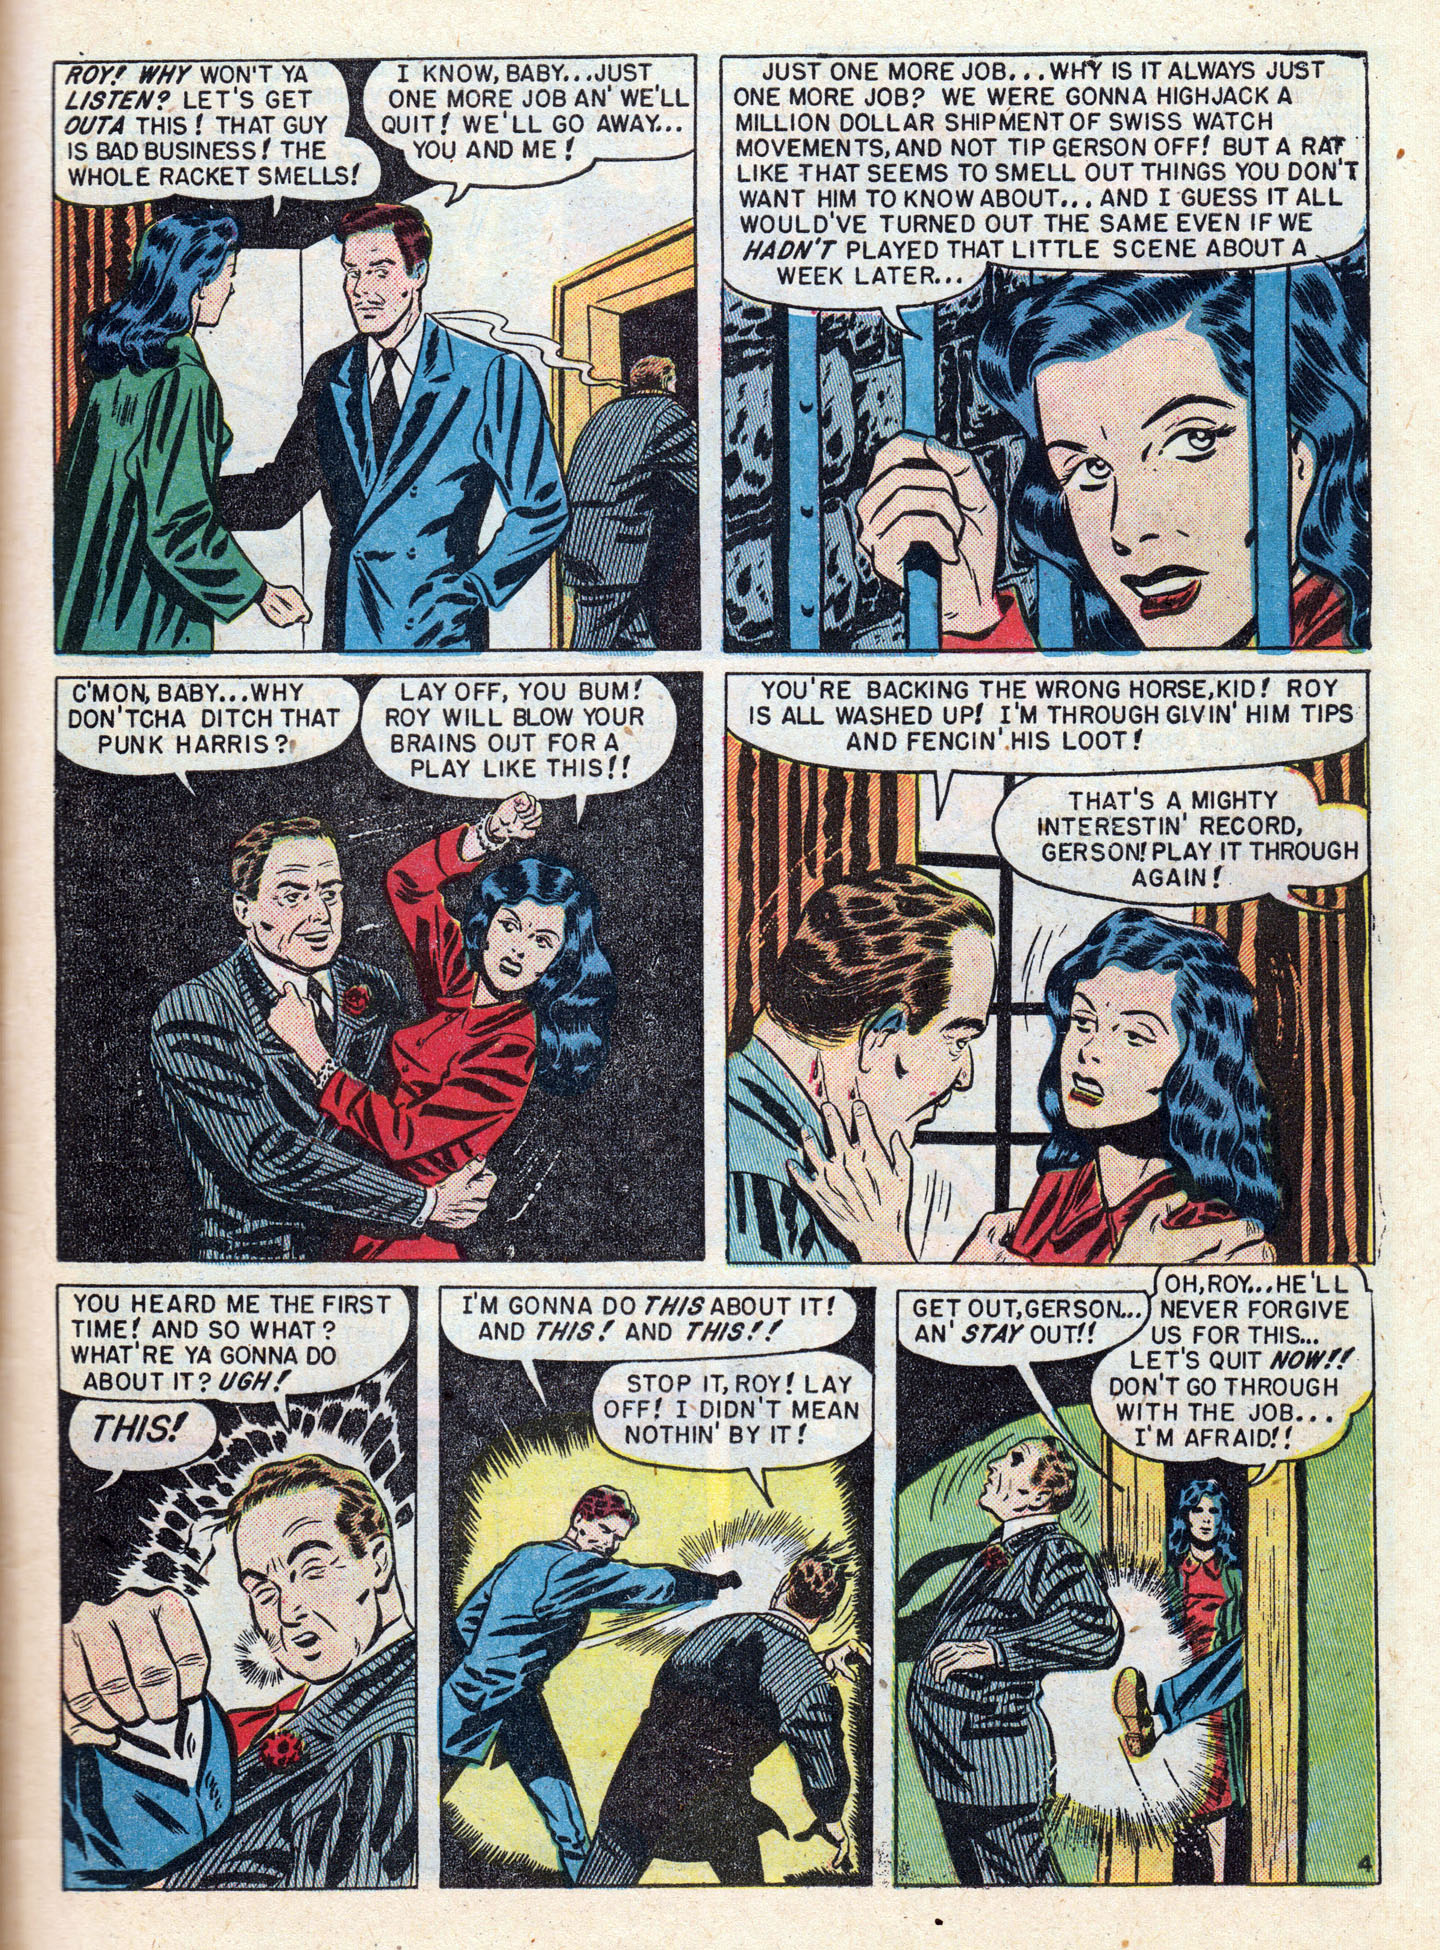 ROY! WHY WON'T YA
LISTEN? LET'S GET
OUTA THIS! THAT GUY
IS BAD BUSINESS! THE
WHOLE RACKET SMELLS!
I KNOW, BABY...JUST
ONE MORE JOB AN' WE'LL
QUIT! WE'LL GO AWAY...
YOU AND ME!
JUST ONE MORE JOB...WHY IS IT ALWAYS JUST
ONE MORE JOB? WE WERE GONNA HIGHJACK A
MILLION DOLLAR SHIPMENT OF SWISS WATCH
MOVEMENTS, AND NOT TIP GERSON OFF! BUT A RAT
LIKE THAT SEEMS TO SMELL OUT THINGS YOU DON'T
WANT HIM TO KNOW ABOUT... AND I GUESS IT ALL
WOULD'VE TURNED OUT THE SAME EVEN IF WE
HADN'T PLAYED THAT LITTLE SCENE ABOUT A
WEEK LATER...
C'MON, BABY...WHY
DON'TCHA DITCH THAT
PUNK HARRIS?
LAY OFF, YOU BUM!
ROY WILL BLOW YOUR
BRAINS OUT FOR A
PLAY LIKE THIS!!
YOU'RE BACKING THE WRONG HORSE, KID! ROY
IS ALL WASHED UP! I'M THROUGH GIVIN' HIM TIPS
AND FENCIN' HIS LOOT!
THAT'S A MIGHTY
INTERESTIN' RECORD,
GERSON! PLAY IT THROUGH
AGAIN!
YOU HEARD ME THE FIRST
TIME! AND SO WHAT?
WHAT'RE YA GONNA DO
ABOUT IT? UGH!
THIS!
I'M GONNA DO THIS ABOUT IT!
AND THIS! AND THIS!!
STOP IT, ROY! LAY
OFF! I DIDN'T MEAN
NOTHIN' BY IT!
GET OUT, GERSON...
AN' STAY OUT!!
OH, ROY...HE'LL
NEVER FORGIVE
US FOR THIS...
LET'S QUIT NOW!!
DON'T GO THROUGH
WITH THE JOB...
I'M AFRAID!!
4